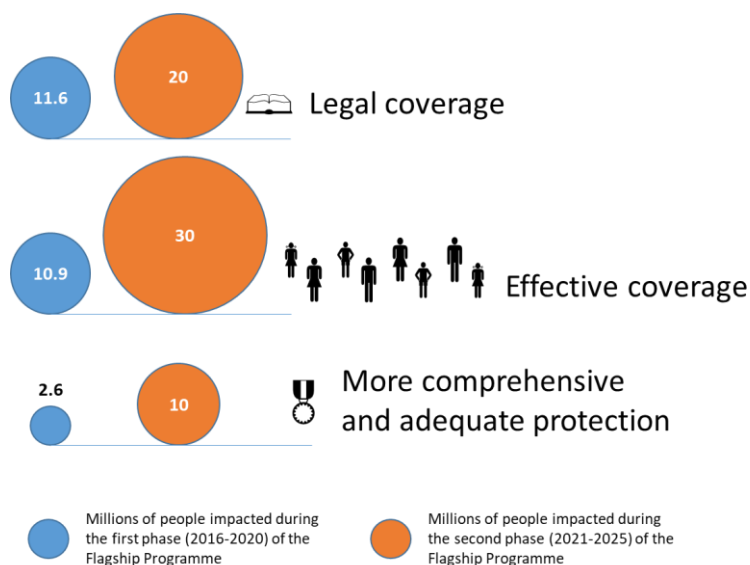 11.6
20
Legal coverage
10.9
30
Effective coverage
2.6
10
More comprehensive
and adequate protection
Millions of people impacted during
the first phase (2016-2020) of the
Flagship Programme
Millions of people impacted during
the second phase (2021-2025) of the
Flagship Programme